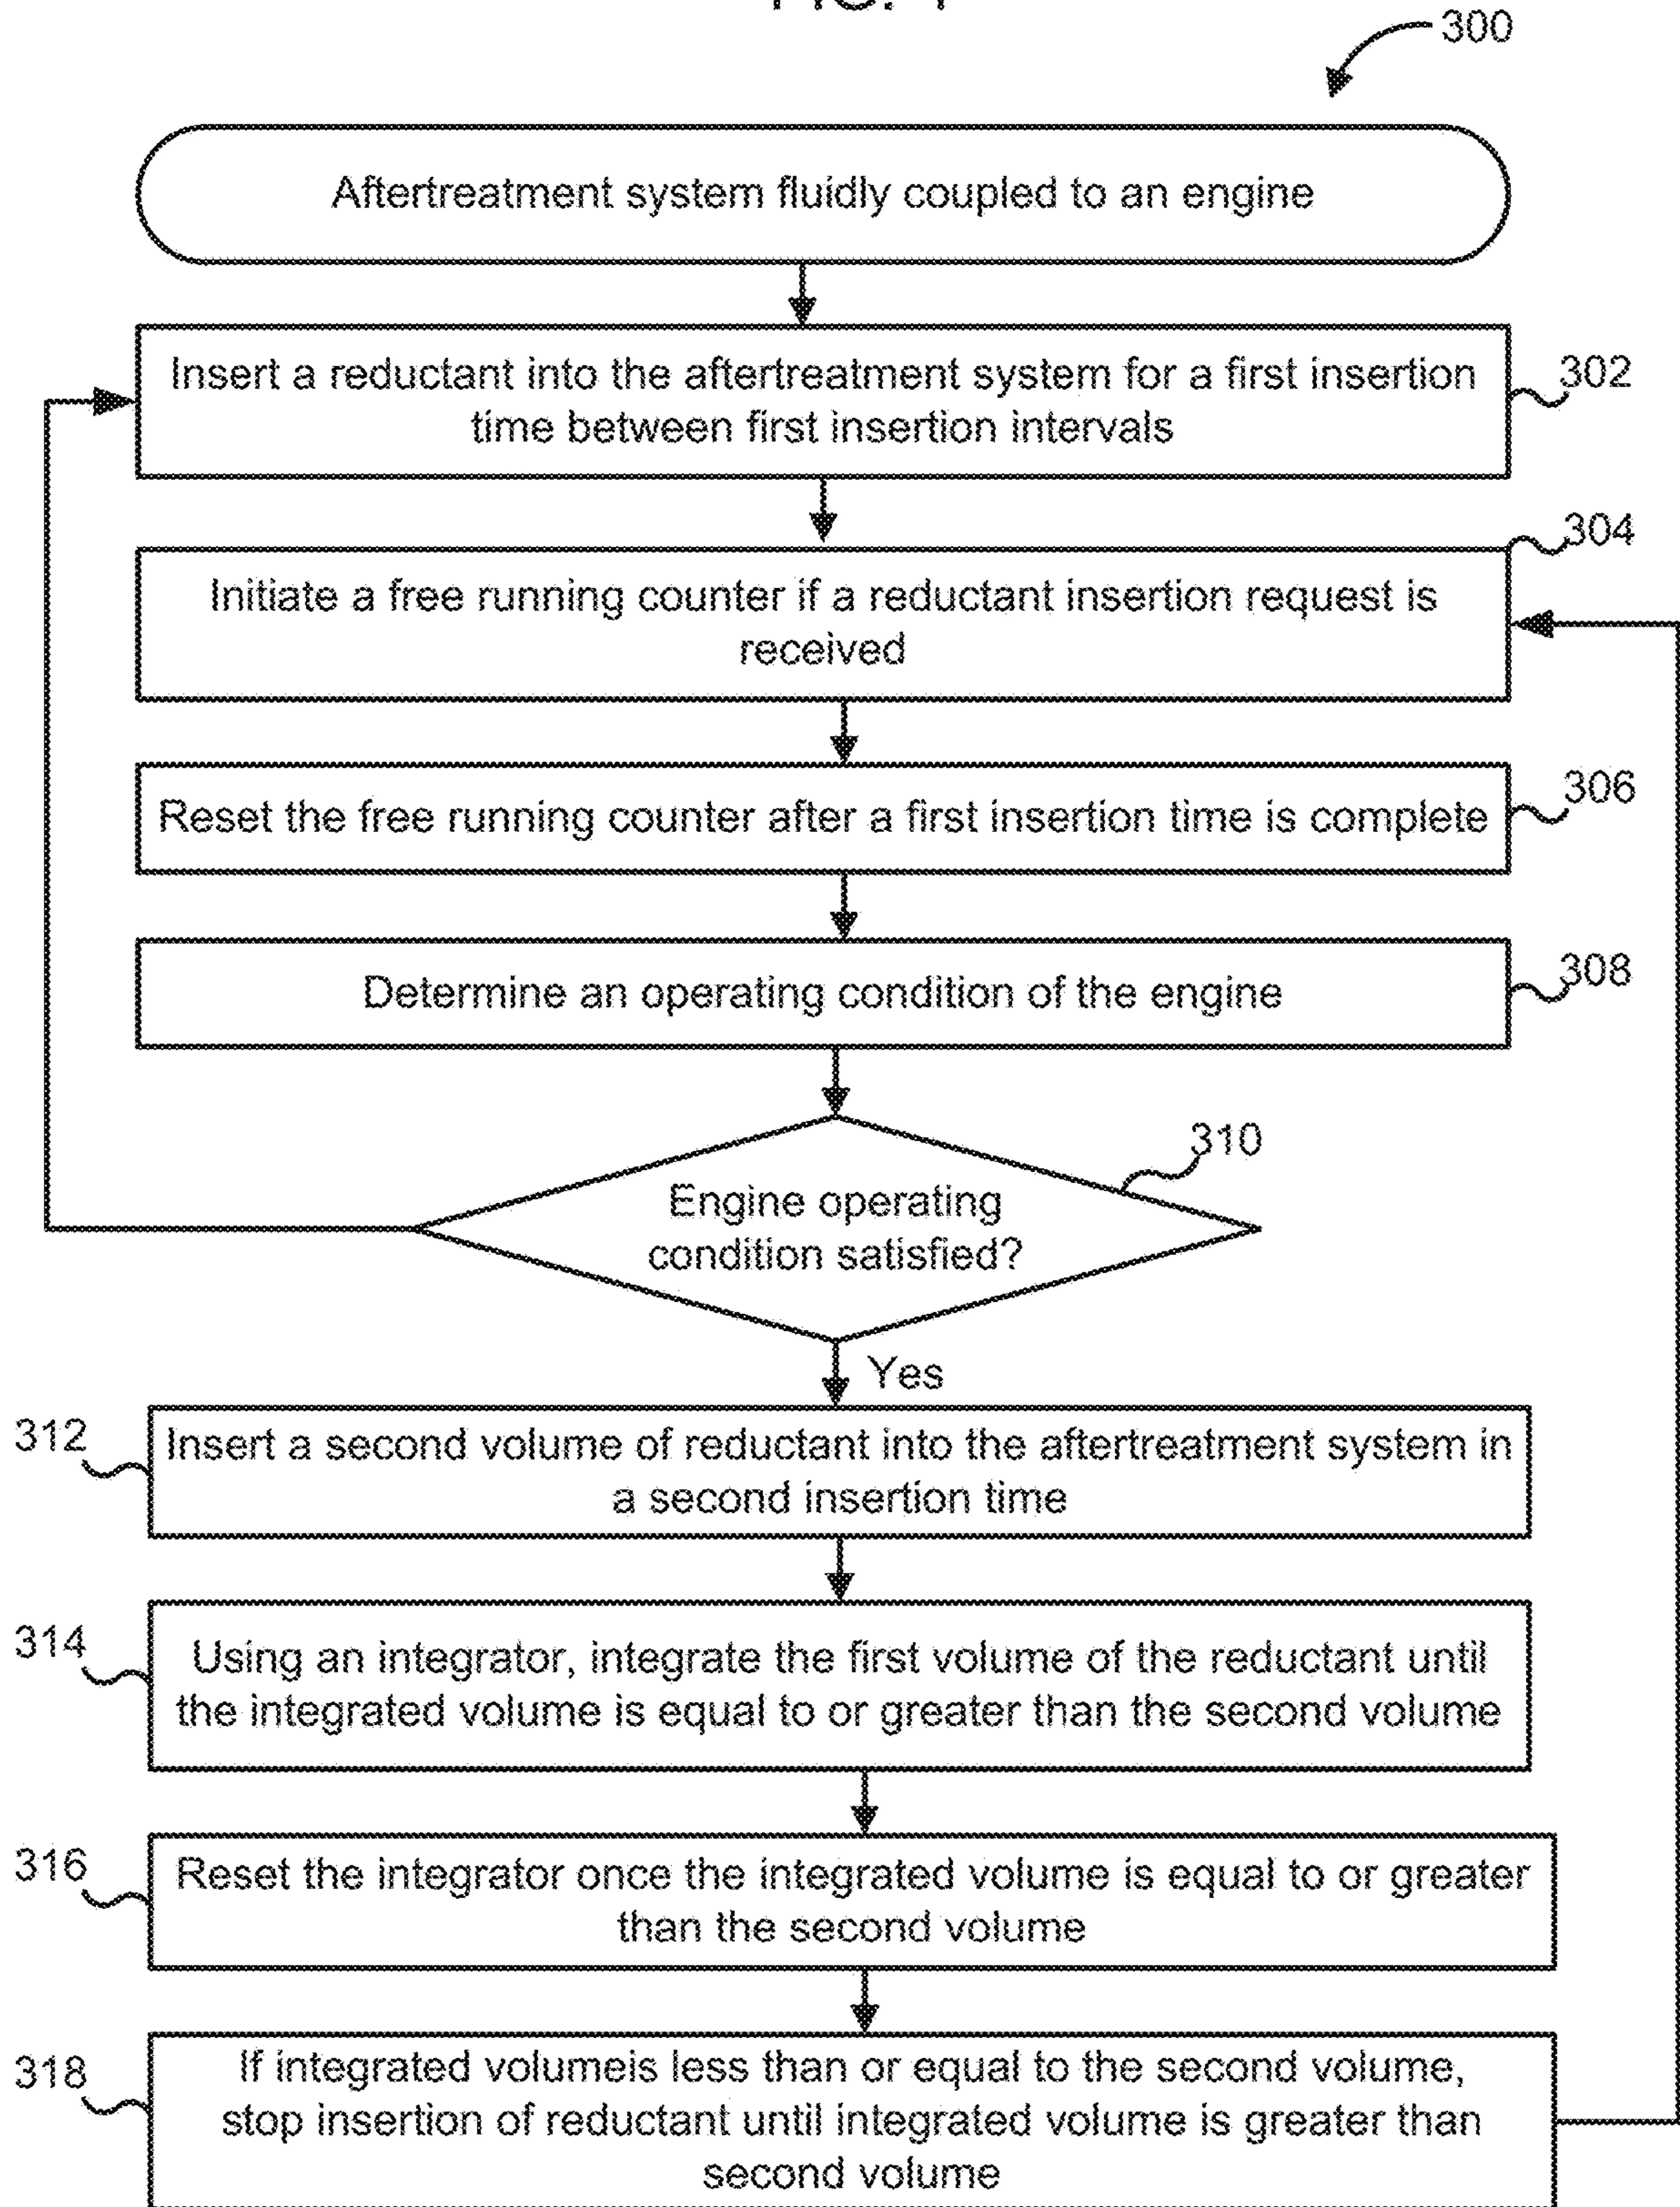 300
Aftertreatment system fluidly coupled to an engine
Insert a reductant into the aftertreatment system for a first insertion
time between first insertion intervals
302
304
Initiate a free running counter if a reductant insertion request is
received
Reset the free running counter after a first insertion time is complete
306
Determine an operating condition of the engine
308
310
Engine operating
condition satisfied?
Yes
312
Insert a second volume of reductant into the aftertreatment system in
a second insertion time
314
Using an integrator, integrate the first volume of the reductant until
the integrated volume is equal to or greater than the second volume
316
Reset the integrator once the integrated volume is equal to or greater
than the second volume
318
If integrated volumeis less than or equal to the second volume,
stop insertion of reductant until integrated volume is greater than
second volume